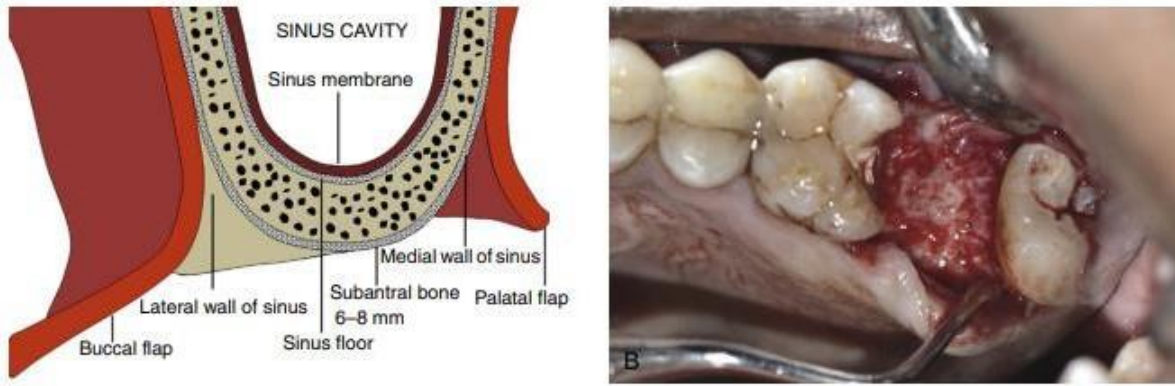 SINUS CAVITY
Sinus membrane
Medial wall of sinus
Lateral wall of sinus
Subantral bone
6–8 mm
Palatal flap
Sinus floor
Buccal flap
B